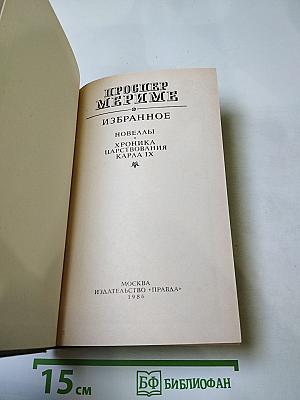 ПРОСПЕР
МЕРИМЕ
ИЗБРАННОЕ
НОВЕЛЛЫ
ХРОНИКА
ЦАРСТВОВАНИЯ
КАРЛА IX
МОСКВА
ИЗДАТЕЛЬСТВО «ПРАВДА»
1986
15 см
БФ БИБЛИОФАН